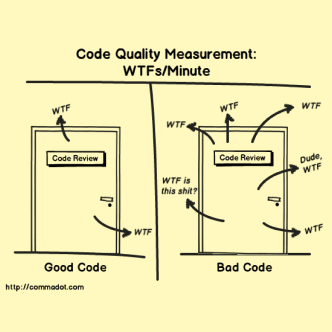 Code Quality Measurement:
WTFs/Minute
WTF
Code Review
WTF
Good Code
WTF
WTF
WTF
Code Review
Dude,
WTF
WTF is
this shit?
WTF
Bad Code
http://commadot.com